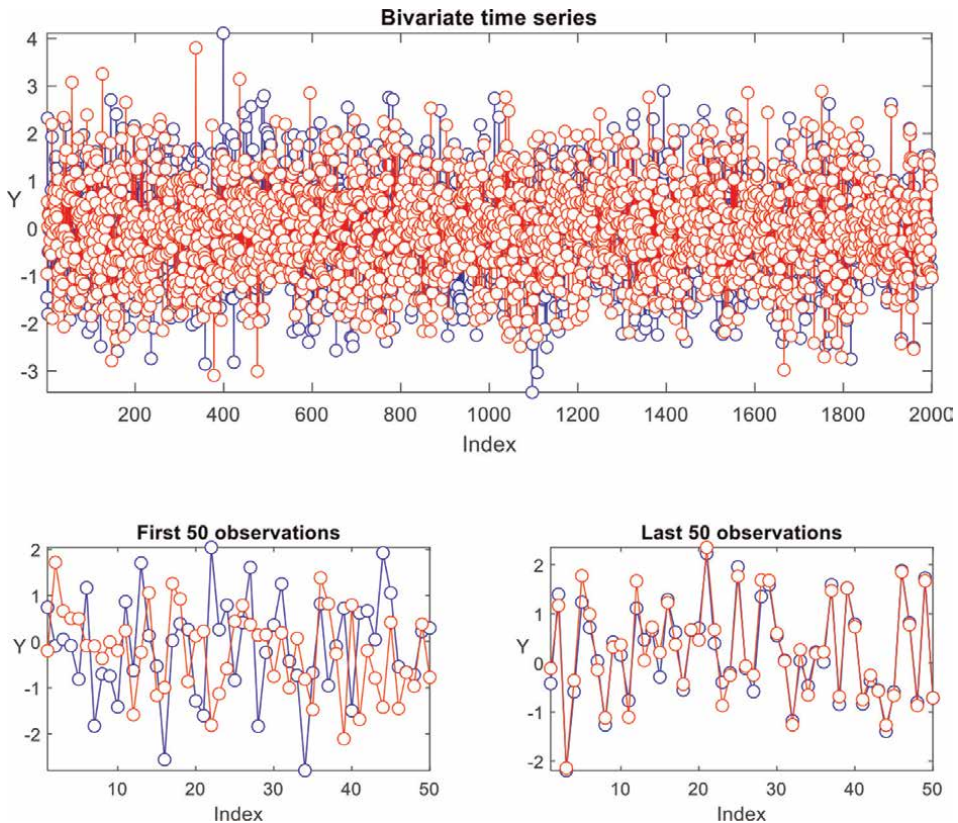 Bivariate time series
4
3
2
1
Y 0
-1
-2
-3
200 400 600 800 1000 1200 1400 1600 1800 2000
Index
First 50 observations
2
1
Y 0
-1
-2
10 20 30 40 50
Index
Last 50 observations
2
1
Y
0
-1
-2
10 20 30 40 50
Index